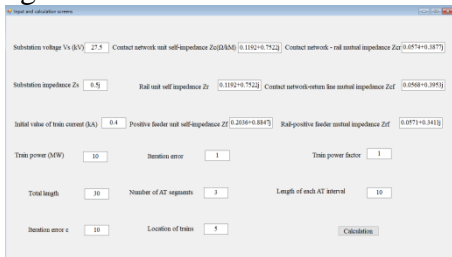 Input and calculation screens
Substation voltage Vs (kV) 27.5 Contact network unit self-impedance Zc(Ω/kM) 0.1192+0.7522j Contact network - rail mutual impedance Zcr 0.0574+0.3877j
Substation impedance Zs 0.5j Rail unit self impedance Zr 0.1192+0.7522j Contact network-return line mutual impedance Zcf 0.0568+0.3953j
Initial value of train current (kA) 0.4 Positive feeder unit self-impedance Zf 0.2036+0.8847j Rail-positive feeder mutual impedance Zrf 0.0573+0.3413j
Train power (MW) 10 Iteration error 1 Train power factor 1
Total length 30 Number of AT segments 3 Length of each AT interval 10
Iteration error ε 10 Location of trains 5 Calculation